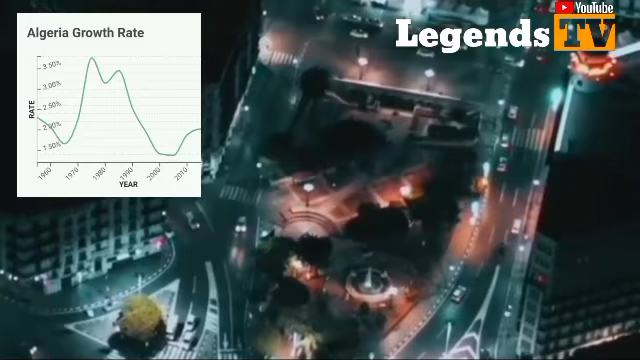 Algeria Growth Rate
3.50%
3.00%
2.50%
2.00%
1.50%
RATE
1960
1970
1980
1990
2000
2010
YEAR
YouTube
Legends TV